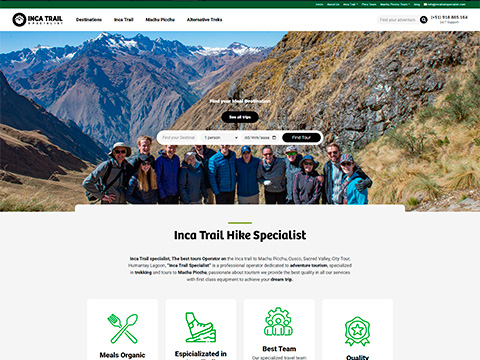 Inca Trail
About Us
Peru Trips
Machu Picchu Tours
Blog
info@incatrailspecialist.com
INCA TRAIL
SPECIALIST
Destinations
Inca Trail
Machu Picchu
Alternative Treks
Find your adventure
(+51) 918 805 164
24/7 Support
Find your Ideal Destination
See all trips
Find your Destinat
1 person
dd/mm/aaaa
Find Tour
Inca Trail Hike Specialist
Inca Trail specialist, The best tours Operator on the Inca trail to Machu Picchu, Cusco, Sacred Valley, City Tour,
Humantay Lagoon, "Inca Trail Specialist" is a professional operator dedicated to adventure tourism, specialized
in trekking and tours to Machu Picchu, passionate about tourism we provide the best quality in all our services
with first class equipment to achieve your dream trip.
Meals Organic
Espicializated in
Best Team
Our specialized travel team
Quality